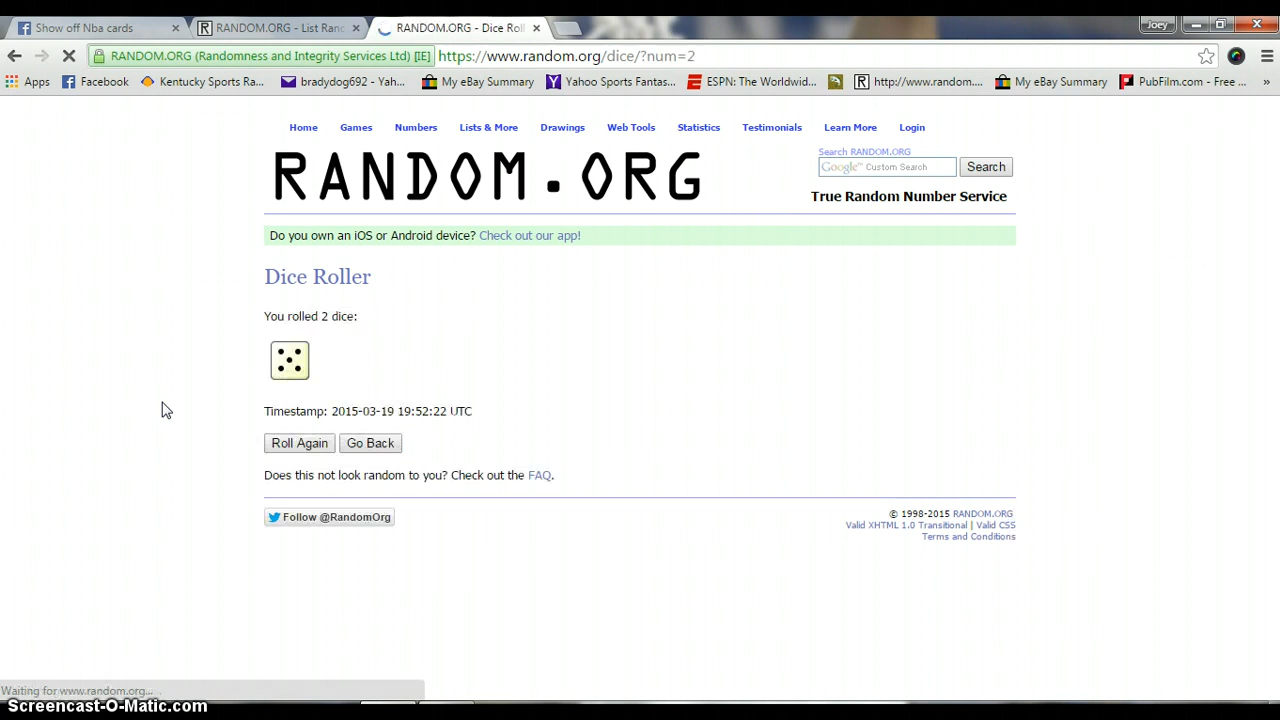 Show off Nba cards
RANDOM.ORG - List Ran
RANDOM.ORG - Dice Roll
Joey
RANDOM.ORG (Randomness and Integrity Services Ltd) [IE]
https://www.random.org/dice/?num=2
Apps
Facebook
Kentucky Sports Ra...
bradydog692 - Yah...
My eBay Summary
Yahoo Sports Fantas...
ESPN: The Worldwid...
http://www.random....
My eBay Summary
PubFilm.com - Free ...
»
Home Games Numbers Lists & More Drawings Web Tools Statistics Testimonials Learn More Login
RANDOM.ORG
Search RANDOM.ORG
Google™ Custom Search
Search
True Random Number Service
Do you own an iOS or Android device? Check out our app!
Dice Roller
You rolled 2 dice:
Timestamp: 2015-03-19 19:52:22 UTC
Roll Again Go Back
Does this not look random to you? Check out the FAQ.
Follow @RandomOrg
© 1998-2015 RANDOM.ORG
Valid XHTML 1.0 Transitional | Valid CSS
Terms and Conditions
Waiting for www.random.org...
Screencast-O-Matic.com